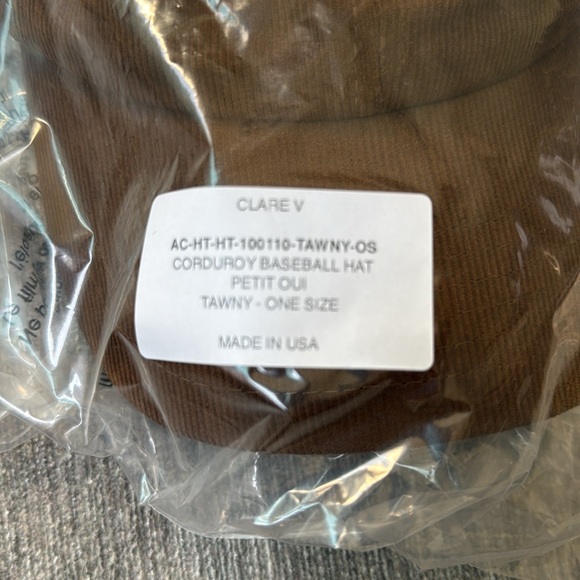 CLARE V
AC-HT-HT-100110-TAWNY-OS
CORDUROY BASEBALL HAT
PETIT OUI
TAWNY - ONE SIZE
MADE IN USA